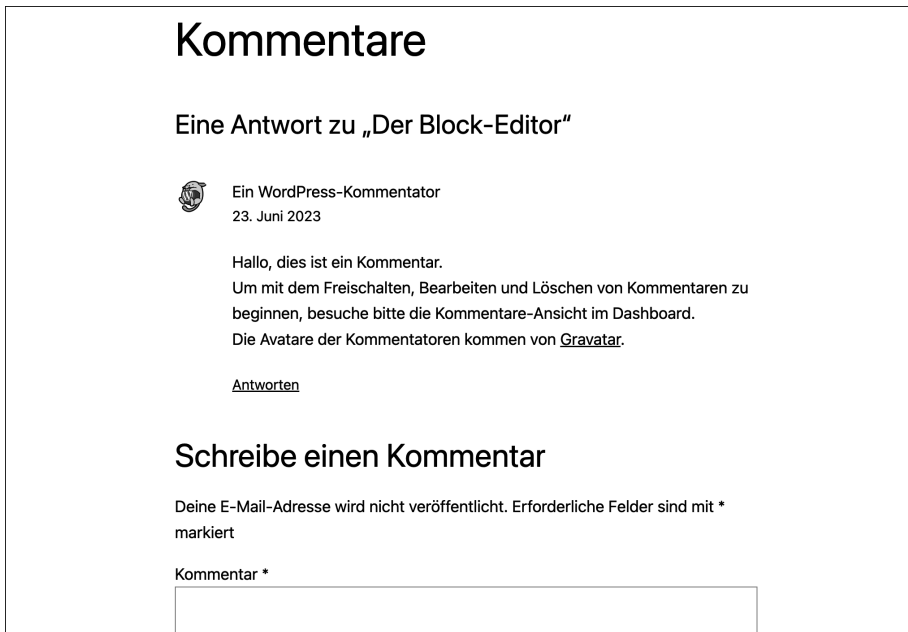 Kommentare
Eine Antwort zu „Der Block-Editor“
Ein WordPress-Kommentator
23. Juni 2023
Hallo, dies ist ein Kommentar.
Um mit dem Freischalten, Bearbeiten und Löschen von Kommentaren zu
beginnen, besuche bitte die Kommentare-Ansicht im Dashboard.
Die Avatare der Kommentatoren kommen von Gravatar.
Antworten
Schreibe einen Kommentar
Deine E-Mail-Adresse wird nicht veröffentlicht. Erforderliche Felder sind mit *
markiert
Kommentar *